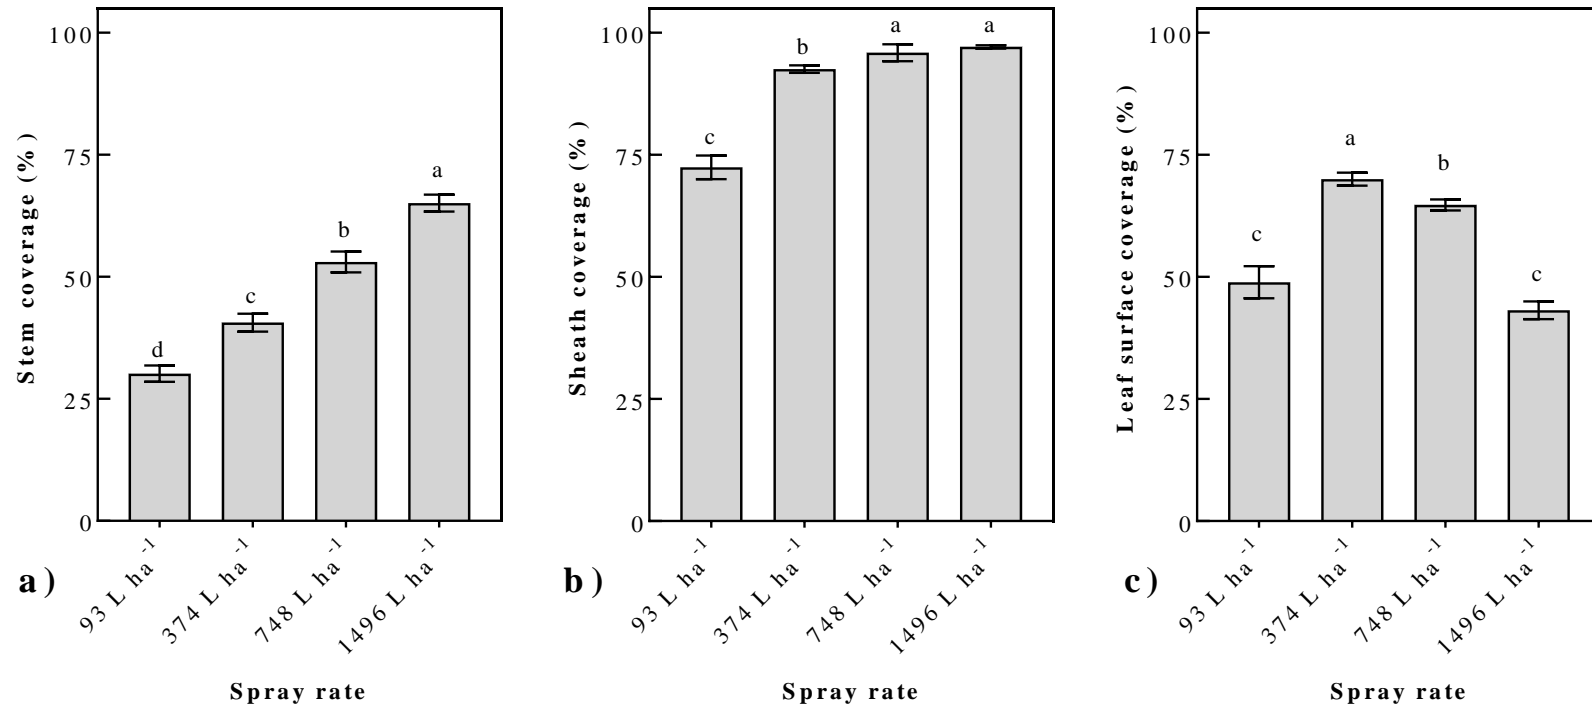 Stem coverage (%)
100
75
50
25
0
d
c
b
a
93 L ha-1
374 L ha-1
748 L ha-1
1496 L ha-1
a)
Spray rate
Sheath coverage (%)
100
75
50
25
0
c
b
a
a
93 L ha-1
374 L ha-1
748 L ha-1
1496 L ha-1
b)
Spray rate
Leaf surface coverage (%)
100
75
50
25
0
c
a
b
c
93 L ha-1
374 L ha-1
748 L ha-1
1496 L ha-1
c)
Spray rate